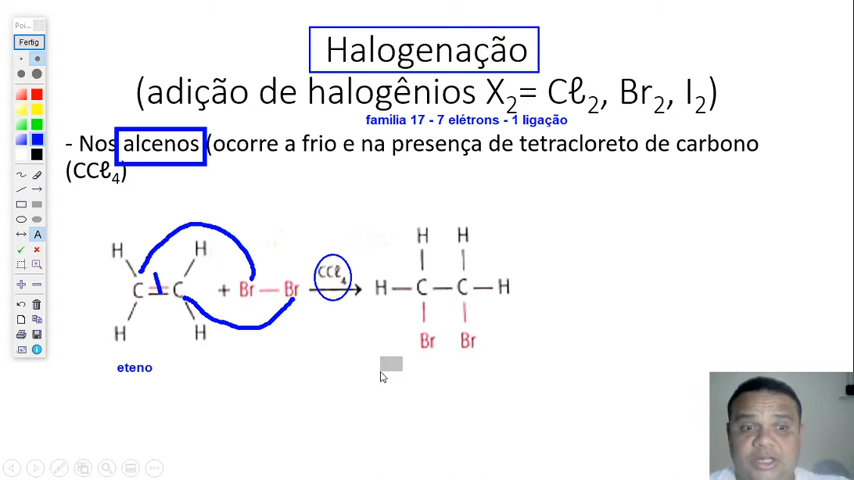 Poi...
Fertig
Halogenação
(adição de halogênios X₂= Cℓ₂, Br₂, I₂)
família 17 - 7 elétrons - 1 ligação
- Nos alcenos (ocorre a frio e na presença de tetracloreto de carbono
(CCℓ₄)
H H
C C + Br Br CCℓ₄
H H
H H
H C C H
Br Br
eteno
A